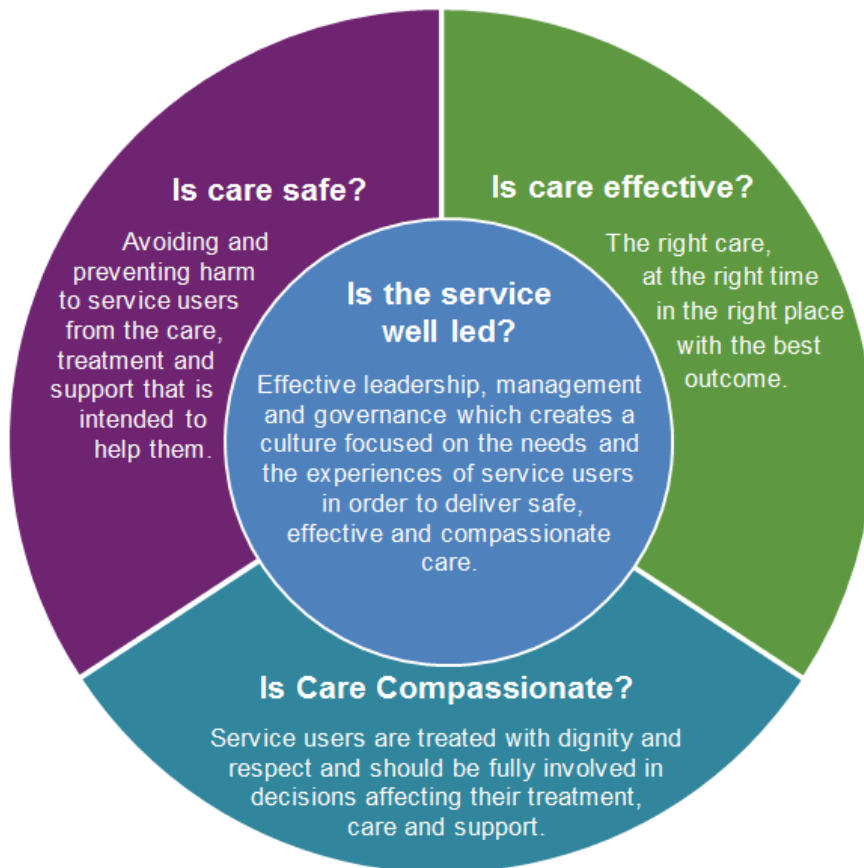 Is care safe?
Avoiding and
preventing harm
to service users
from the care,
treatment and
support that is
intended to
help them.
Is care effective?
The right care,
at the right time
in the right place
with the best
outcome.
Is the service
well led?
Effective leadership, management
and governance which creates a
culture focused on the needs and
the experiences of service users
in order to deliver safe,
effective and compassionate
care.
Is Care Compassionate?
Service users are treated with dignity and
respect and should be fully involved in
decisions affecting their treatment,
care and support.